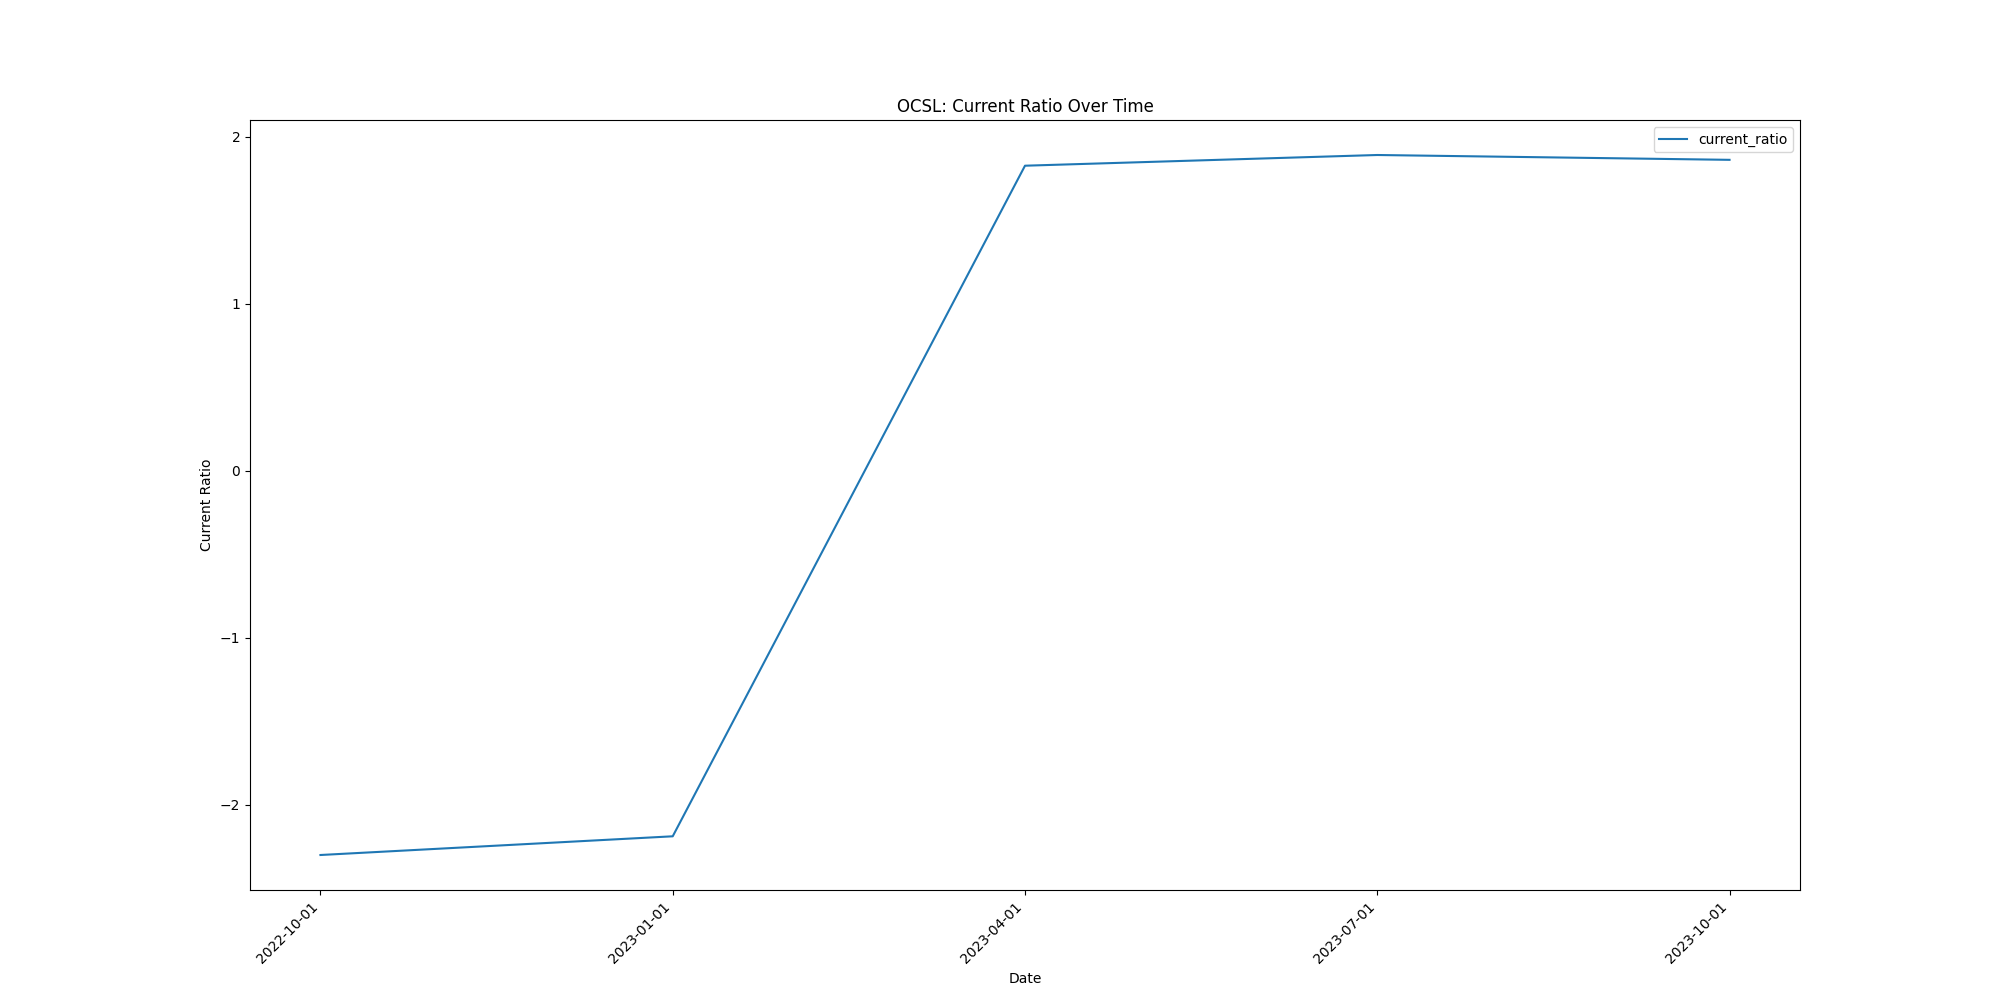 OCSL: Current Ratio Over Time
current_ratio
2
1
0
−1
−2
Current Ratio
2022-10-01
2023-01-01
2023-04-01
2023-07-01
2023-10-01
Date